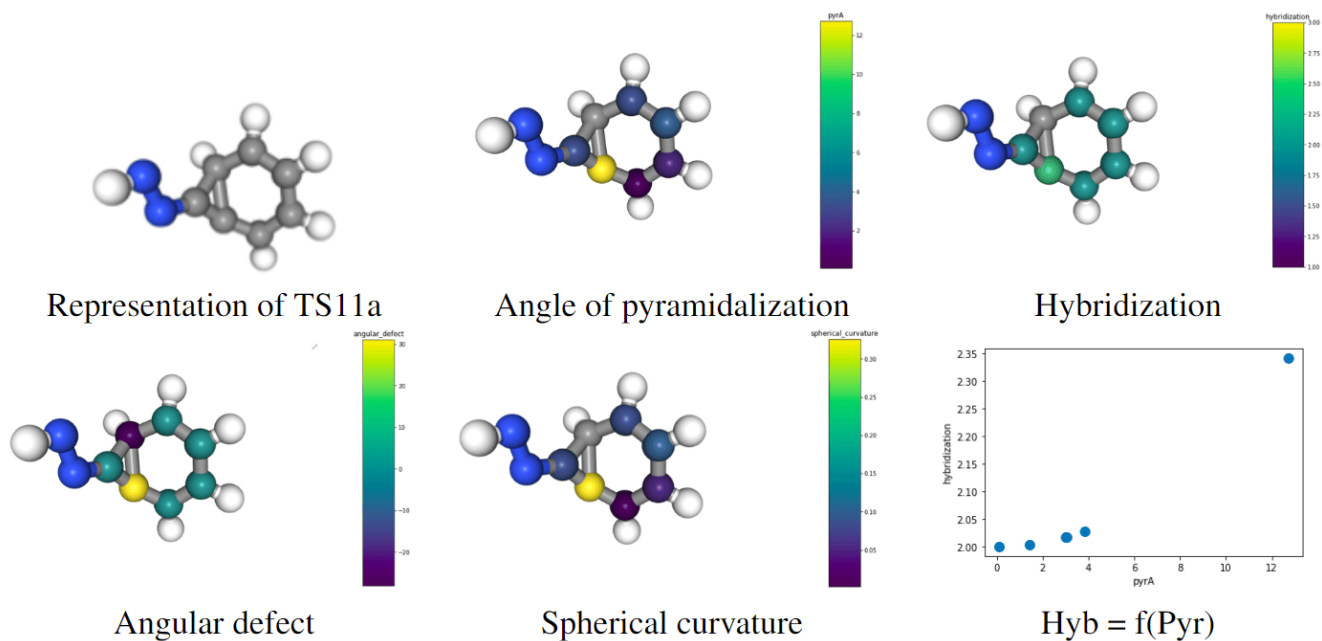 pyrA
12
10
8
6
4
2
hybridization
3.00
2.75
2.50
2.25
2.00
1.75
1.50
1.25
1.00
Representation of TS11a
Angle of pyramidalization
Hybridization
angular_defect
30
20
10
0
−10
−20
spherical_curvature
0.30
0.25
0.20
0.15
0.10
0.05
2.35
2.30
2.25
2.20
2.15
2.10
2.05
2.00
hybridization
0 2 4 6 8 10 12
pyrA
Angular defect
Spherical curvature
Hyb = f(Pyr)